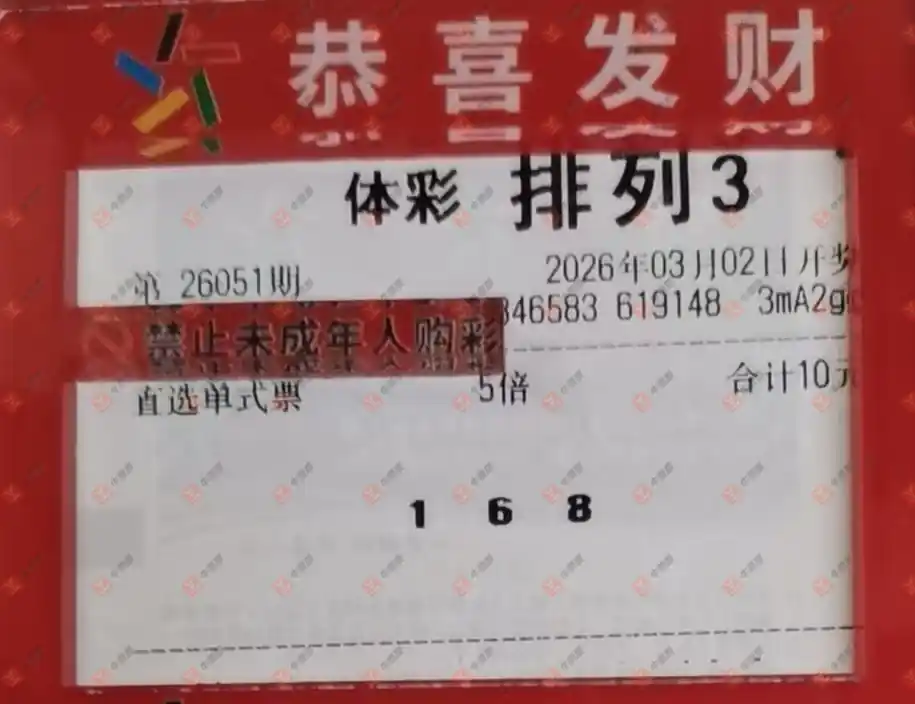 恭喜发财
体彩 排列3
第 26051期 2026年03月02日开奖
346583 619148 3mA2g
禁止未成年人购彩
直选单式票 5倍 合计10元
1 6 8